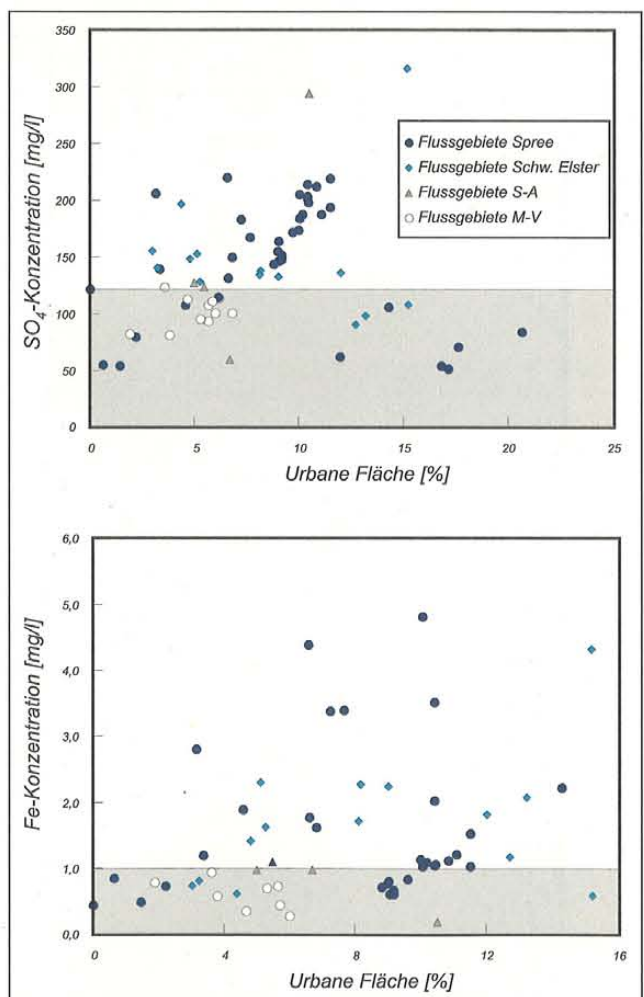 350
300
250
200
150
100
50
0
SO₄-Konzentration [mg/l]
Flussgebiete Spree
Flussgebiete Schw. Elster
Flussgebiete S-A
Flussgebiete M-V
0 5 10 15 20 25
Urbane Fläche [%]
6,0
5,0
4,0
3,0
2,0
1,0
0,0
Fe-Konzentration [mg/l]
0 4 8 12 16
Urbane Fläche [%]